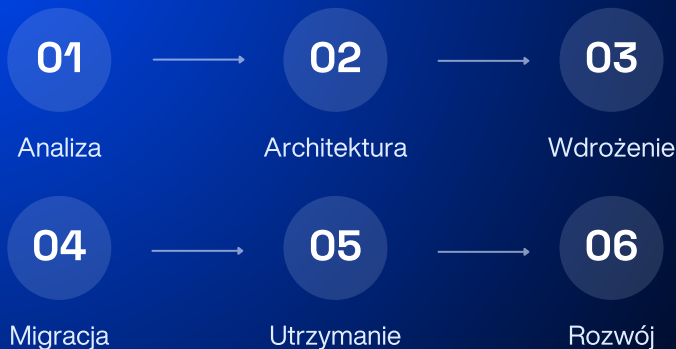 01 02 03
Analiza Architektura Wdrożenie
04 05 06
Migracja Utrzymanie Rozwój